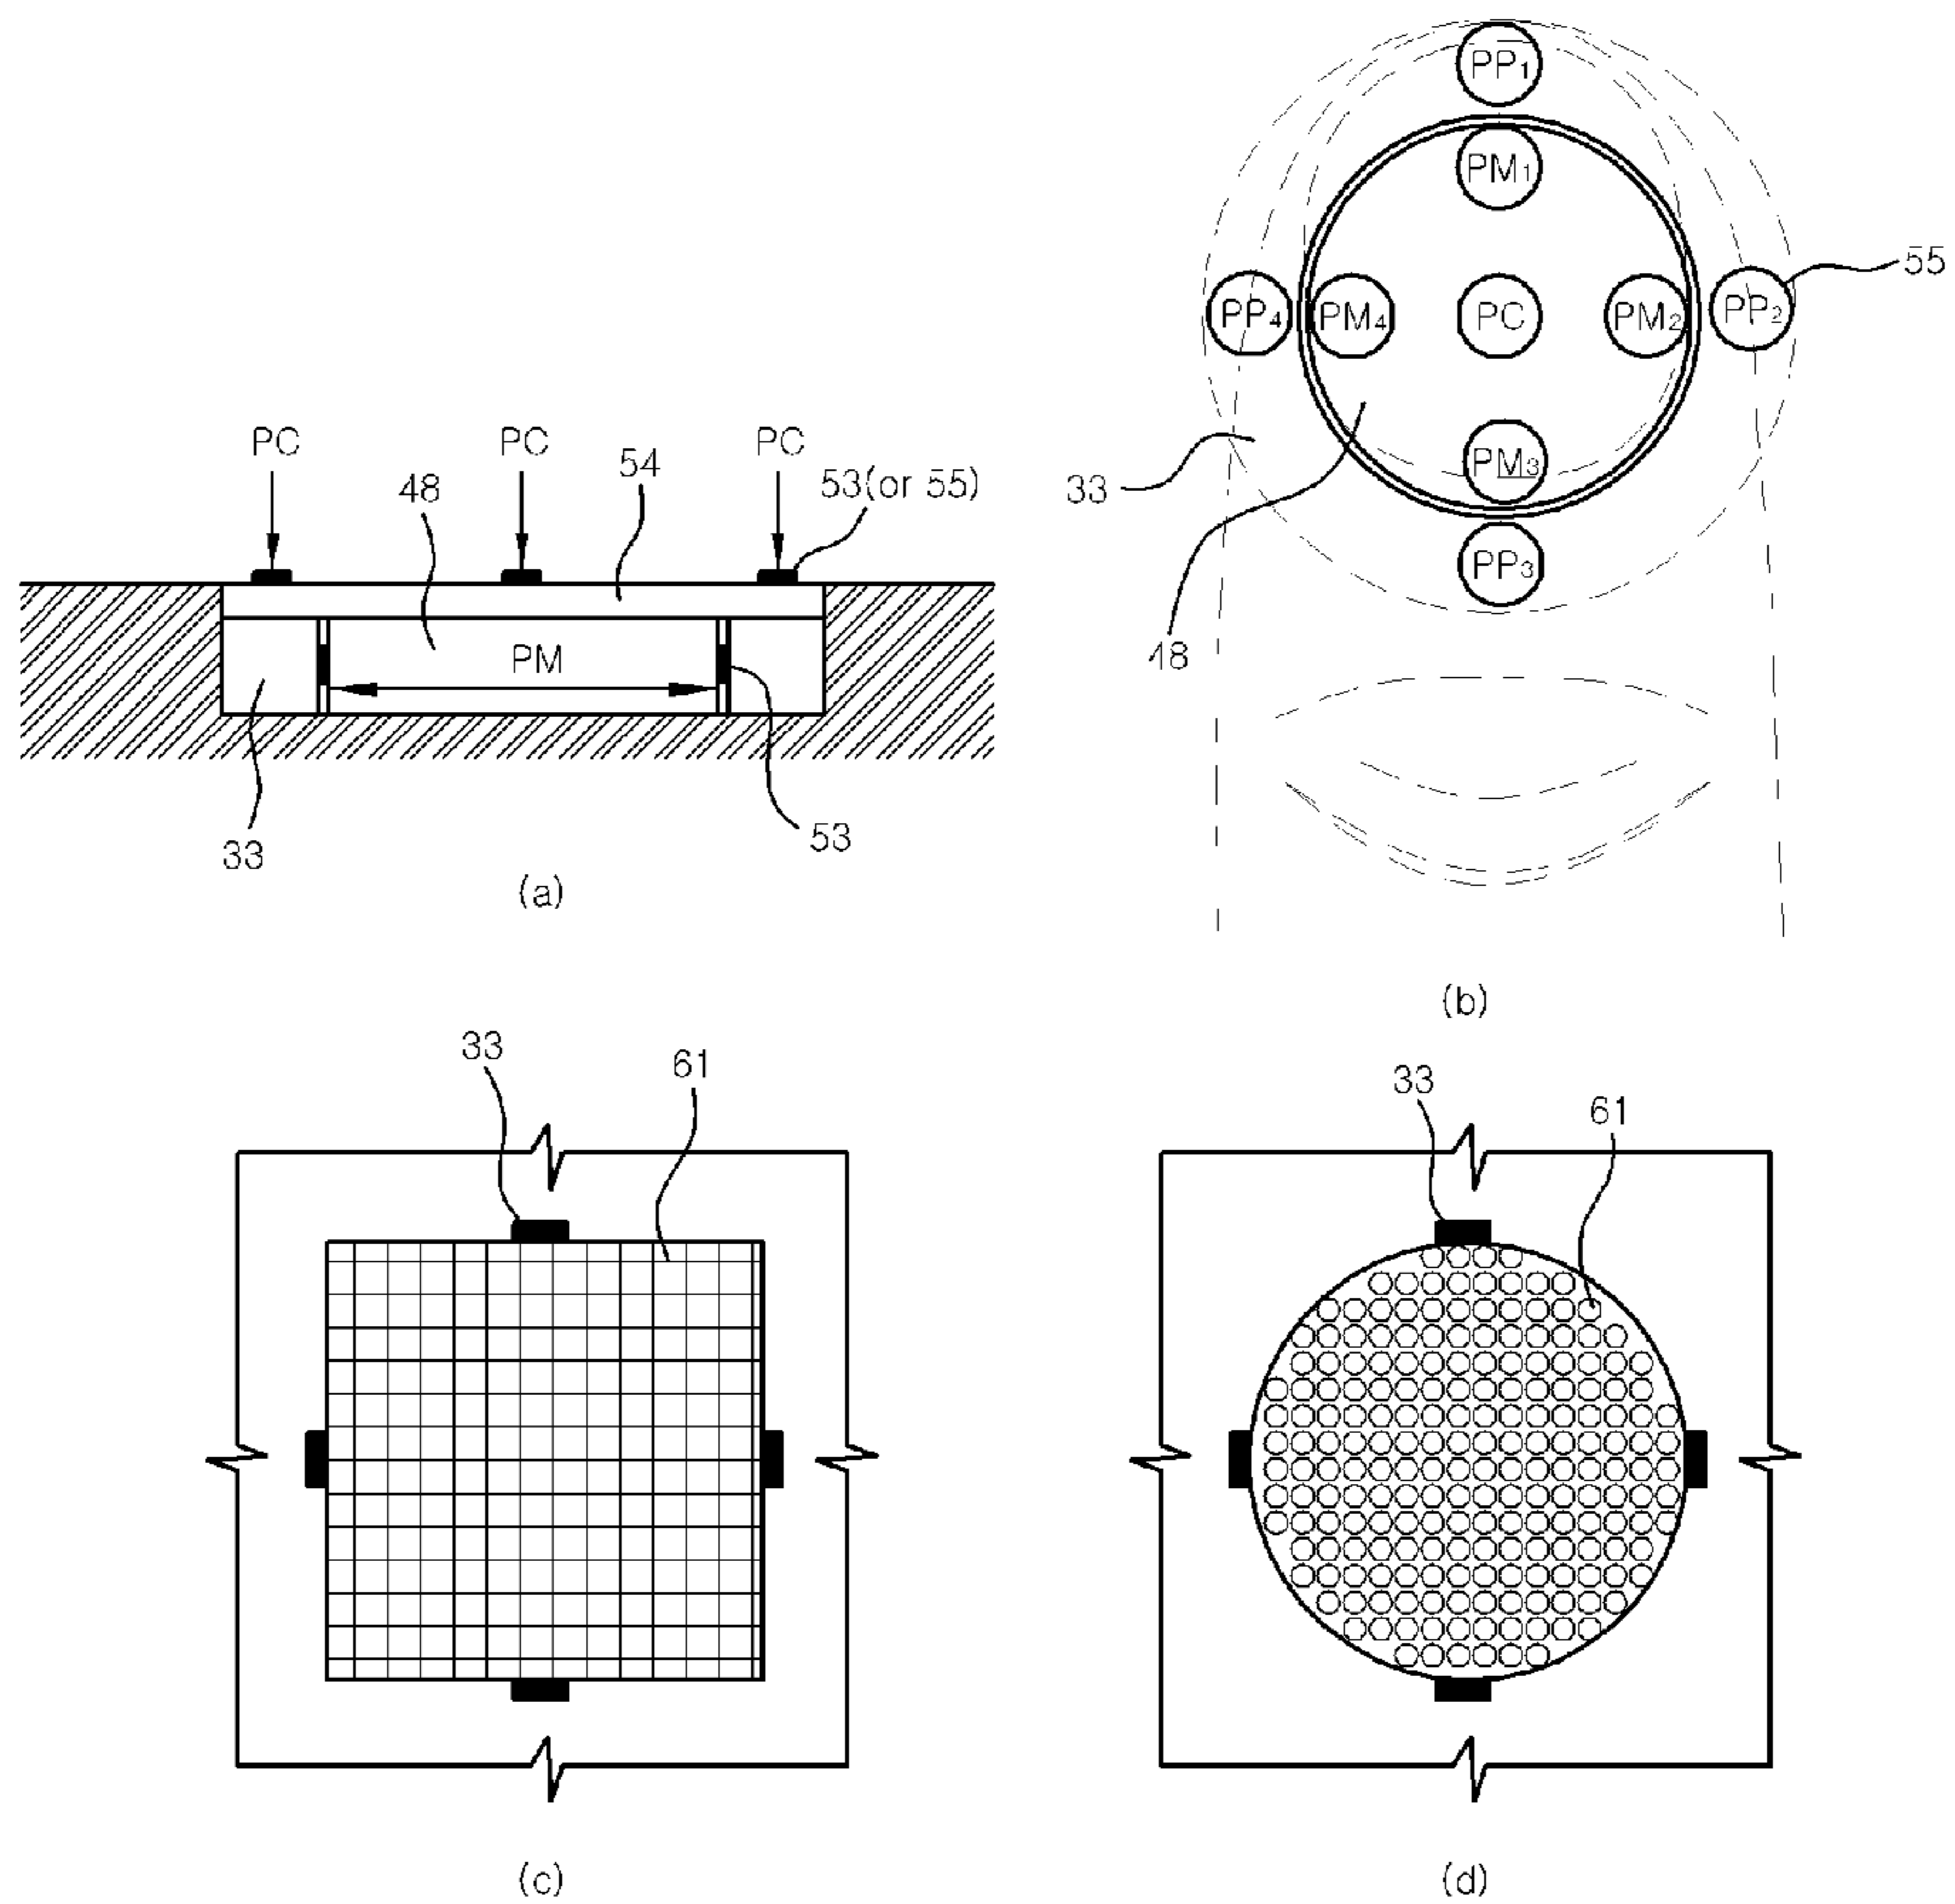 PC PC PC
48 54 53(or 55)
PM
33 53
(a)
PP1
PM1
55
PP4 PM4 PC PM2 PP2
33 PM3
PP3
48
(b)
33 61
(c)
33 61
(d)